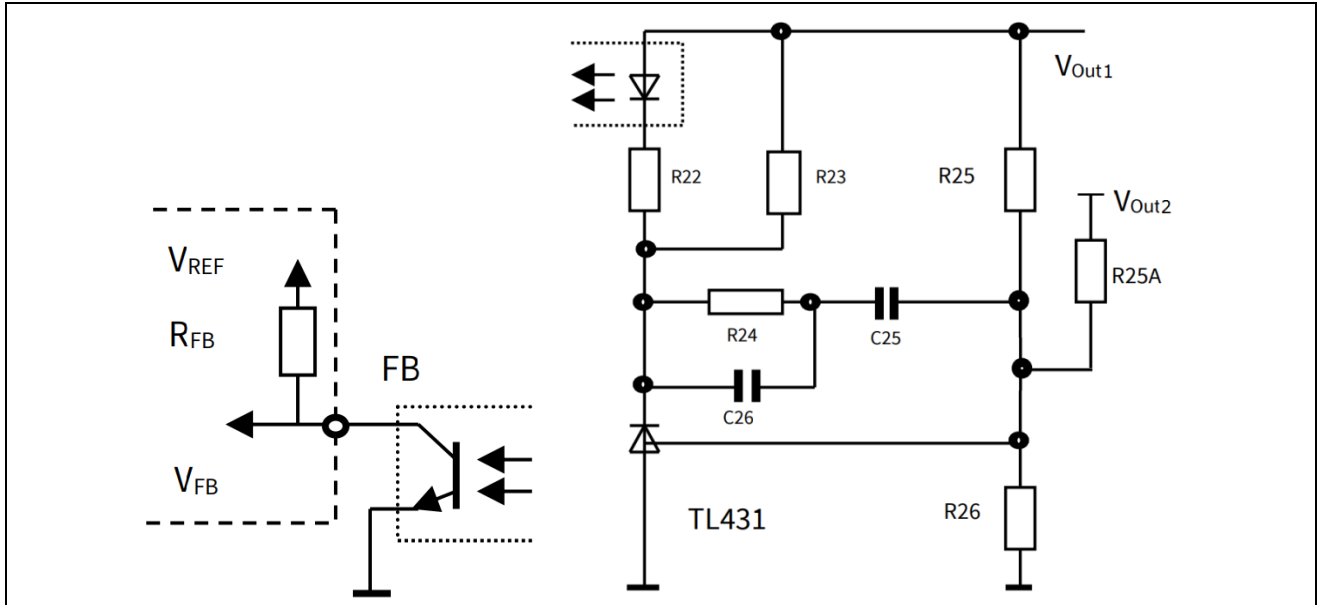 VOut1
R22
R23
R25
VOut2
VREF
R25A
RFB
R24
C25
FB
C26
VFB
TL431
R26